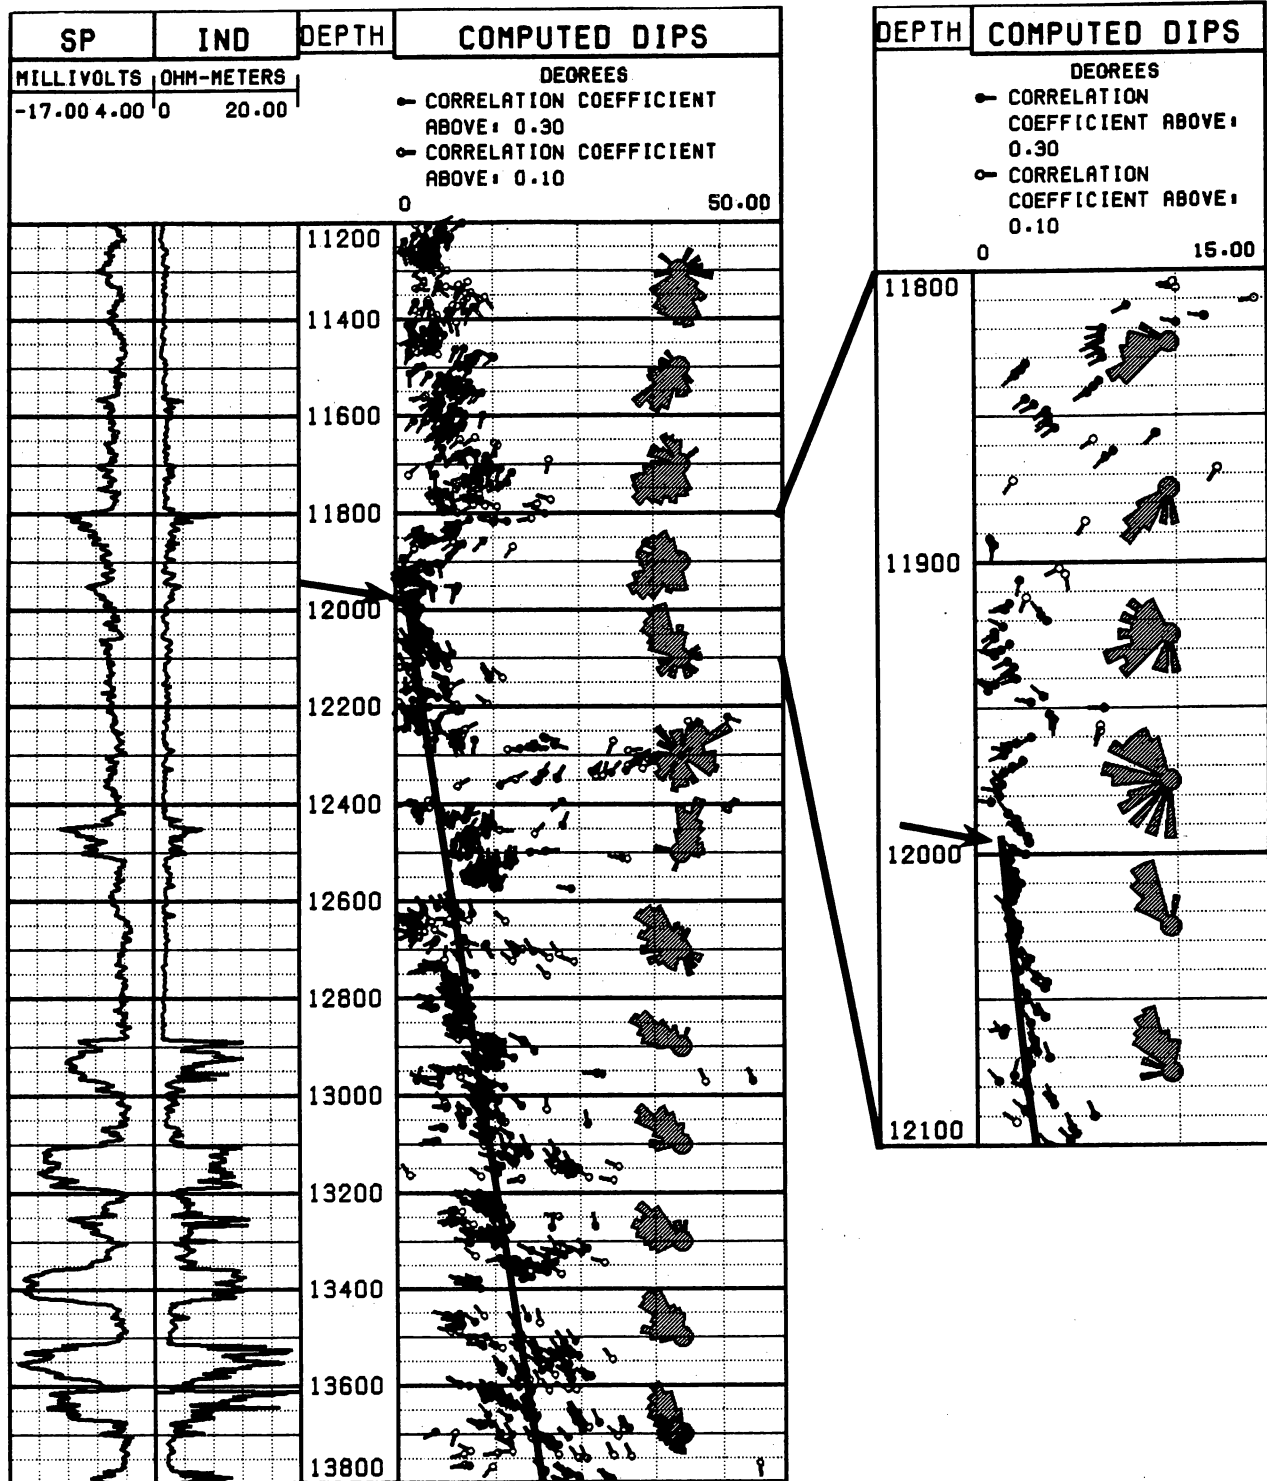 SP IND DEPTH COMPUTED DIPS
MILLIVOLTS OHM-METERS DEGREES
-17.00 4.00 0 20.00
CORRELATION COEFFICIENT
ABOVE: 0.30
CORRELATION COEFFICIENT
ABOVE: 0.10
0 50.00
11200
11400
11600
11800
12000
12200
12400
12600
12800
13000
13200
13400
13600
13800
DEPTH COMPUTED DIPS
DEGREES
CORRELATION
COEFFICIENT ABOVE:
0.30
CORRELATION
COEFFICIENT ABOVE:
0.10
0 15.00
11800
11900
12000
12100